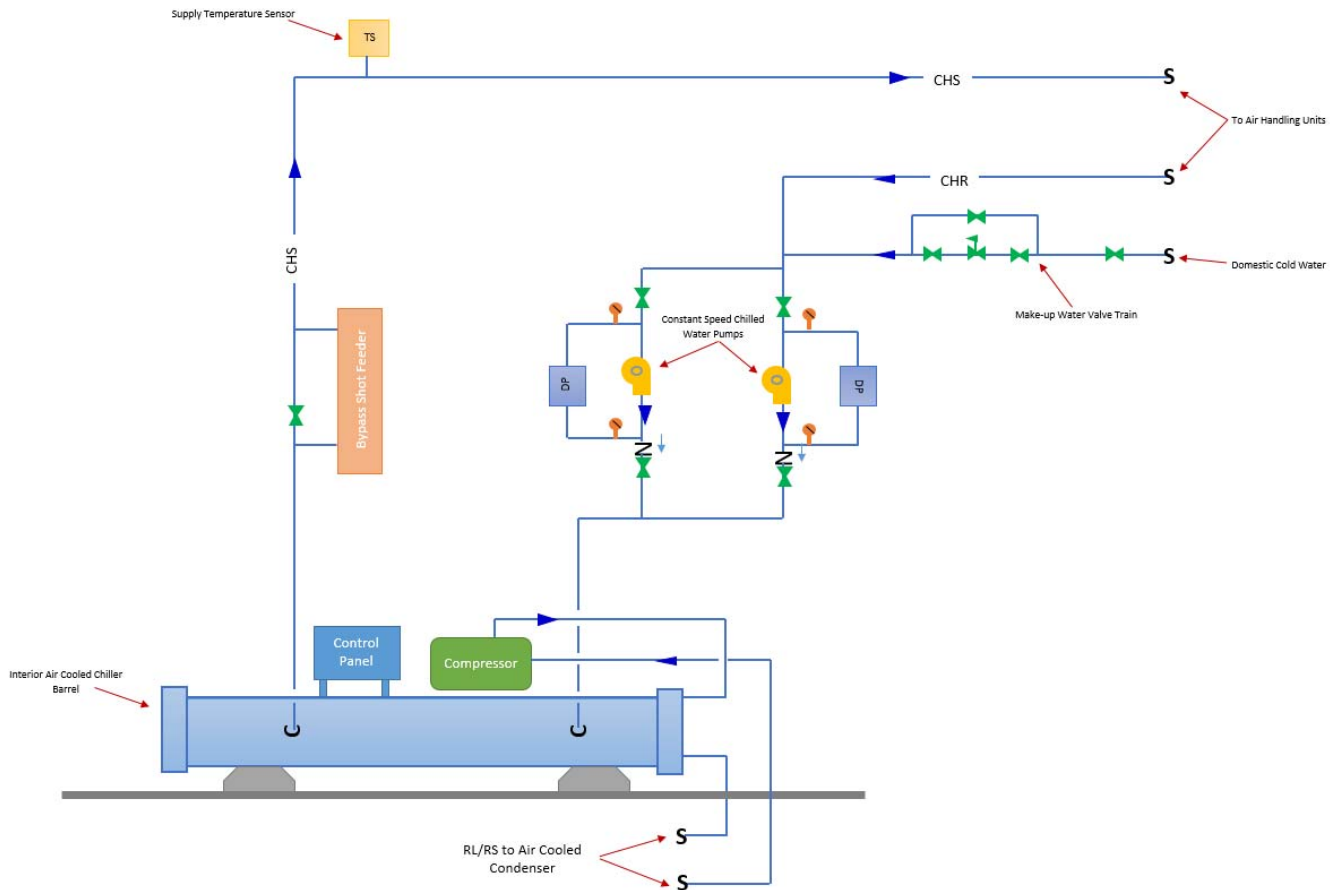 Supply Temperature Sensor
TS
CHS
S
To Air Handling Units
CHR
S
CHS
S
Domestic Cold Water
Make-up Water Valve Train
Constant Speed Chilled
Water Pumps
Bypass Shot Feeder
DP
O
O
DP
N
N
Control
Panel
Compressor
Interior Air Cooled Chiller
Barrel
C
C
S
RL/RS to Air Cooled
Condenser
S